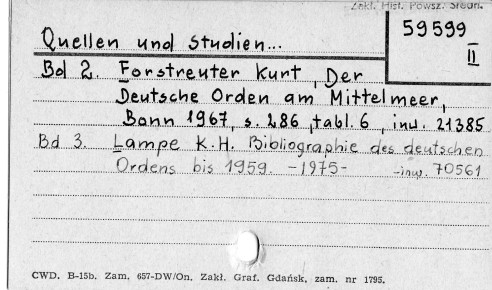 Zakł. Hist. Powsz. Średn.
59599
II
Quellen und Studien...
Bd 2. Forstreuter Kurt, Der
Deutsche Orden am Mittelmeer,
Bonn 1967, s. 286, tabl. 6, inw. 21385
Bd 3. Lampe K.H. Bibliographie des deutschen
Ordens bis 1959. -1975- -inw. 70561
CWD. B-15b. Zam. 657-DW/On. Zakł. Graf. Gdańsk, zam. nr 1795.